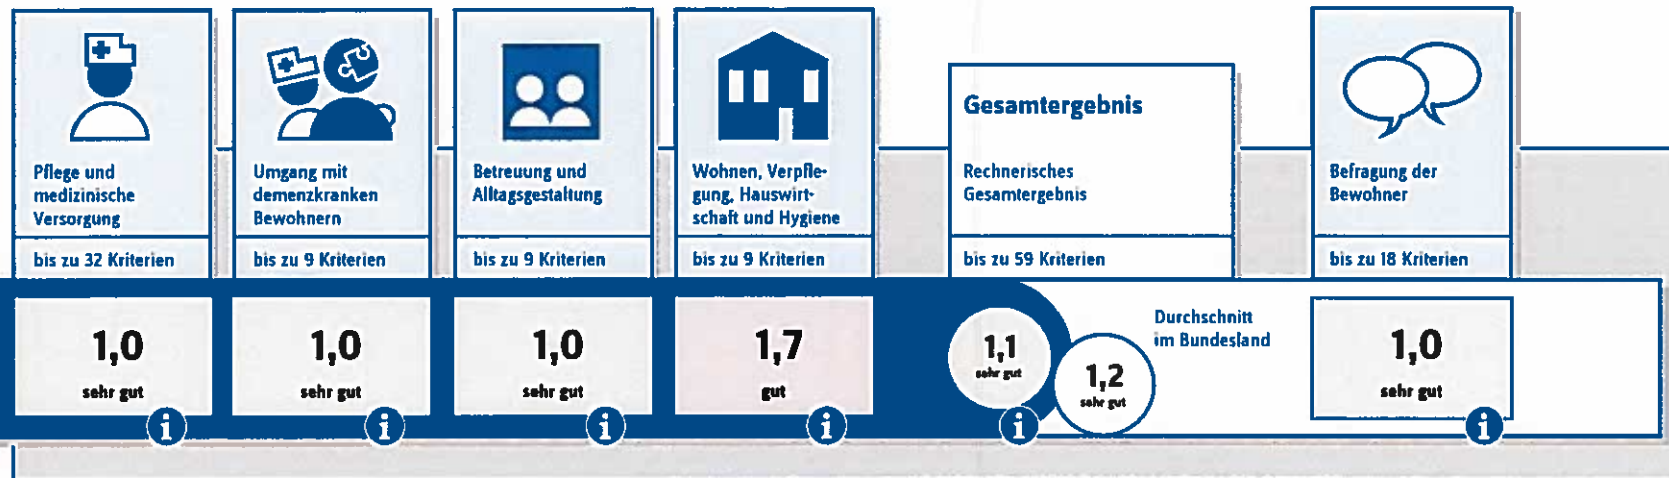 Pflege und
medizinische
Versorgung
bis zu 32 Kriterien
1,0
sehr gut
i
Umgang mit
demenzkranken
Bewohnern
bis zu 9 Kriterien
1,0
sehr gut
i
Betreuung und
Alltagsgestaltung
bis zu 9 Kriterien
1,0
sehr gut
i
Wohnen, Verpfle-
gung, Hauswirt-
schaft und Hygiene
bis zu 9 Kriterien
1,7
gut
i
Gesamtergebnis
Rechnerisches
Gesamtergebnis
bis zu 59 Kriterien
1,1
sehr gut
i
1,2
sehr gut
Durchschnitt
im Bundesland
Befragung der
Bewohner
bis zu 18 Kriterien
1,0
sehr gut
i